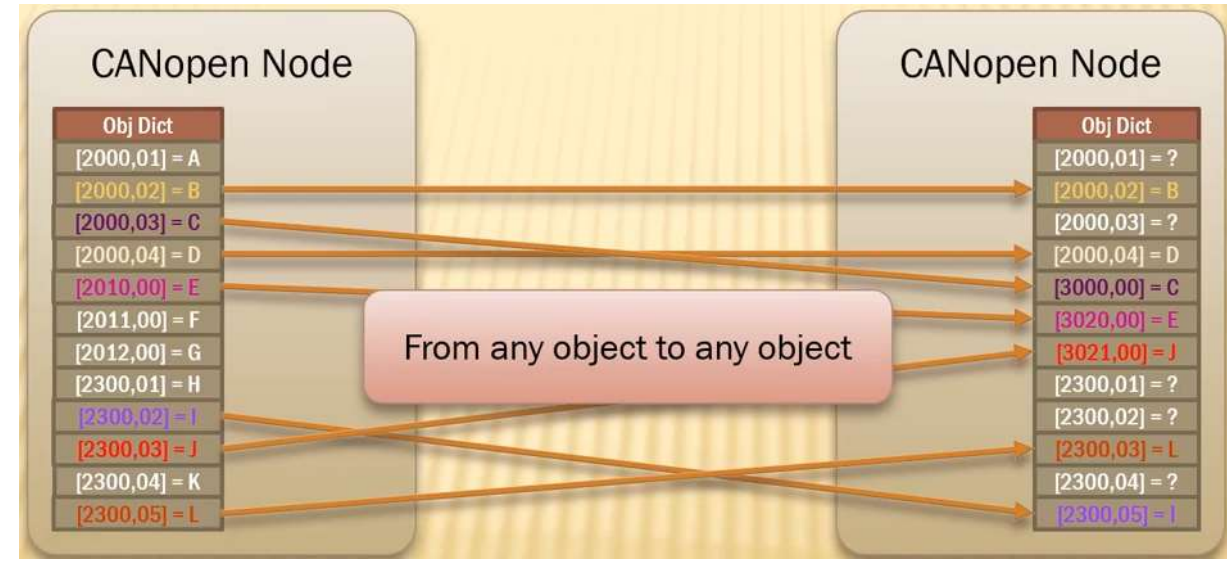 CANopen Node
Obj Dict
[2000,01] = A
[2000,02] = B
[2000,03] = C
[2000,04] = D
[2010,00] = E
[2011,00] = F
[2012,00] = G
[2300,01] = H
[2300,02] = I
[2300,03] = J
[2300,04] = K
[2300,05] = L
From any object to any object
CANopen Node
Obj Dict
[2000,01] = ?
[2000,02] = B
[2000,03] = ?
[2000,04] = D
[3000,00] = C
[3020,00] = E
[3021,00] = J
[2300,01] = ?
[2300,02] = ?
[2300,03] = L
[2300,04] = ?
[2300,05] = I